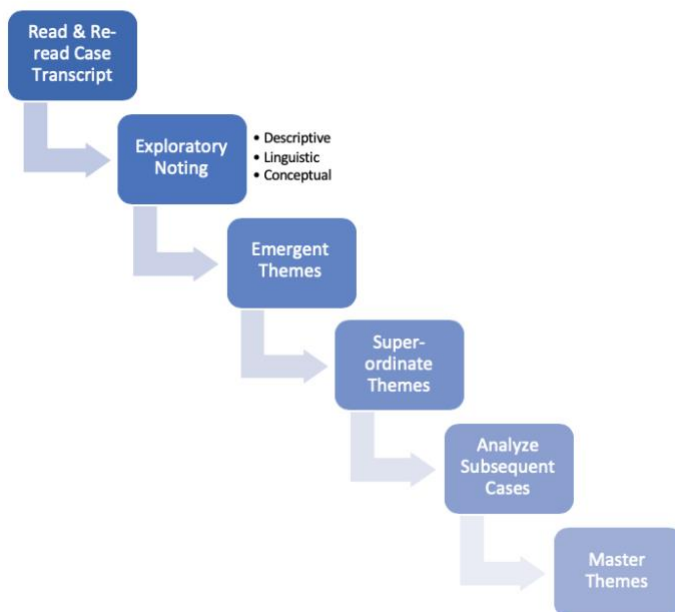 Read & Re-
read Case
Transcript
Exploratory
Noting
• Descriptive
• Linguistic
• Conceptual
Emergent
Themes
Super-
ordinate
Themes
Analyze
Subsequent
Cases
Master
Themes